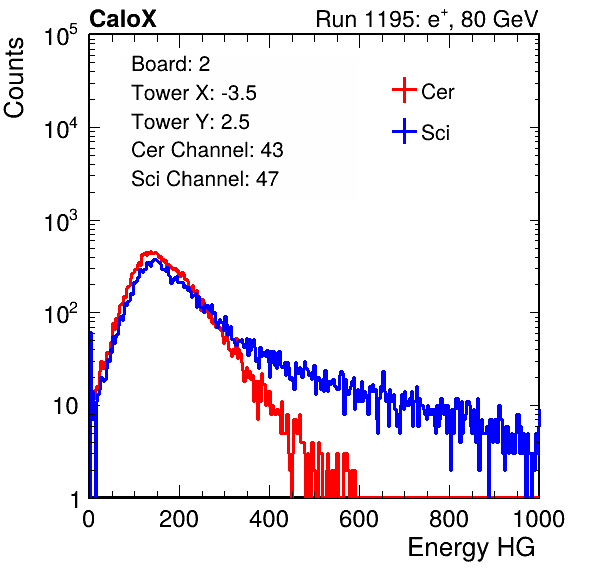 CaloX Run 1195: e⁺, 80 GeV
Counts
Board: 2
Tower X: -3.5
Tower Y: 2.5
Cer Channel: 43
Sci Channel: 47
Cer
Sci
10⁵
10⁴
10³
10²
10
1
0 200 400 600 800 1000
Energy HG